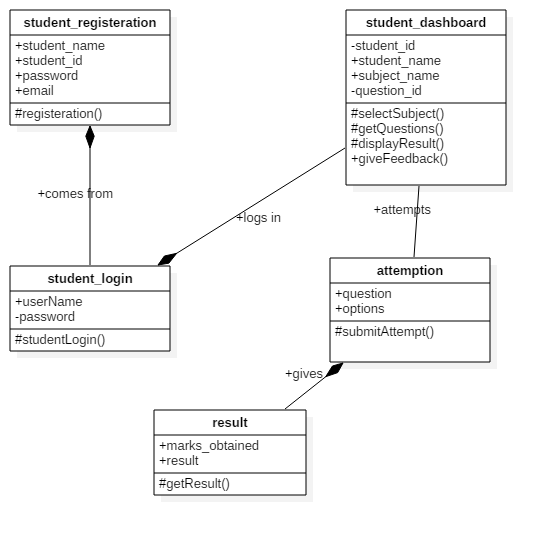 student_registeration
+student_name
+student_id
+password
+email
#registeration()
student_dashboard
-student_id
+student_name
+subject_name
-question_id
#selectSubject()
#getQuestions()
#displayResult()
+giveFeedback()
+comes from
+logs in
+attempts
student_login
+userName
-password
#studentLogin()
attemption
+question
+options
#submitAttempt()
+gives
result
+marks_obtained
+result
#getResult()